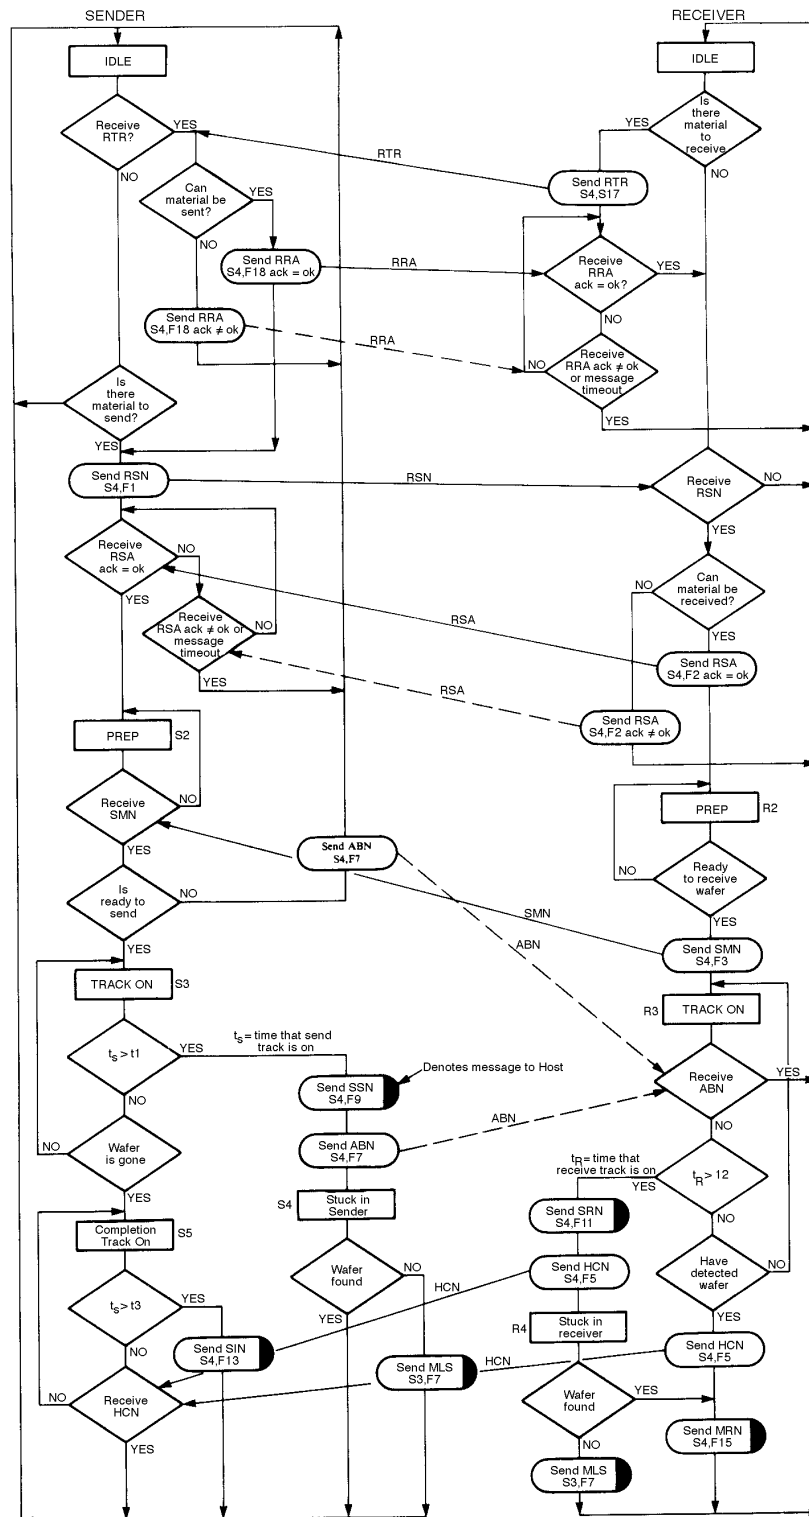 SENDER
RECEIVER
IDLE
IDLE
Receive
RTR?
YES
NO
RTR
YES
Is
there
material
to
receive
NO
Can
material be
sent?
YES
NO
Send RTR
S4,S17
Send RRA
S4,F18 ack = ok
RRA
Receive
RRA
ack = ok?
YES
NO
Send RRA
S4,F18 ack ≠ ok
RRA
NO
Receive
RRA ack ≠ ok
or message
timeout
YES
Is
there
material to
send?
YES
Send RSN
S4,F1
RSN
Receive
RSN
NO
YES
Receive
RSA
ack = ok
NO
YES
NO
Can
material be
received?
YES
Receive
RSA ack ≠ ok or
message
timeout
NO
YES
RSA
Send RSA
S4,F2 ack = ok
RSA
Send RSA
S4,F2 ack ≠ ok
PREP
S2
PREP
R2
Receive
SMN
NO
YES
Send ABN
S4,F7
NO
Ready
to receive
wafer
YES
Is
ready to
send
NO
YES
SMN
ABN
Send SMN
S4,F3
TRACK ON
S3
R3
TRACK ON
ts > t1
YES
NO
ts = time that send
track is on
Denotes message to Host
Receive
ABN
YES
NO
Send SSN
S4,F9
NO
Wafer
is gone
YES
Send ABN
S4,F7
ABN
tR = time that
receive track is on
YES
tR > 12
NO
S4
Stuck in
Sender
Send SRN
S4,F11
Completion
Track On
S5
Send HCN
S4,F5
Have
detected
wafer
NO
YES
Wafer
found
NO
YES
HCN
ts > t3
YES
NO
R4
Stuck in
receiver
Send SIN
S4,F13
Send MLS
S3,F7
HCN
Send HCN
S4,F5
NO
Receive
HCN
YES
Wafer
found
YES
NO
Send MRN
S4,F15
Send MLS
S3,F7